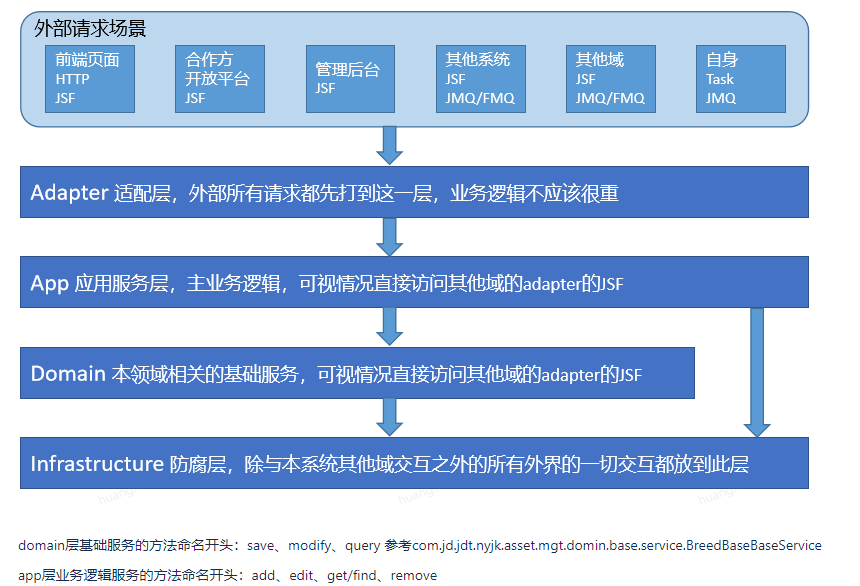 外部请求场景
前端页面
HTTP
JSF
合作方
开放平台
JSF
管理后台
JSF
其他系统
JSF
JMQ/FMQ
其他域
JSF
JMQ/FMQ
自身
Task
JMQ
Adapter 适配层，外部所有请求都先打到这一层，业务逻辑不应该很重
App 应用服务层，主业务逻辑，可视情况直接访问其他域的adapter的JSF
Domain 本领域相关的基础服务，可视情况直接访问其他域的adapter的JSF
Infrastructure 防腐层，除与本系统其他域交互之外的所有外界的一切交互都放到此层
domain层基础服务的方法命名开头：save、modify、query 参考com.jd.jdt.nyjk.asset.mgt.domin.base.service.BreedBaseBaseService
app层业务逻辑服务的方法命名开头：add、edit、get/find、remove